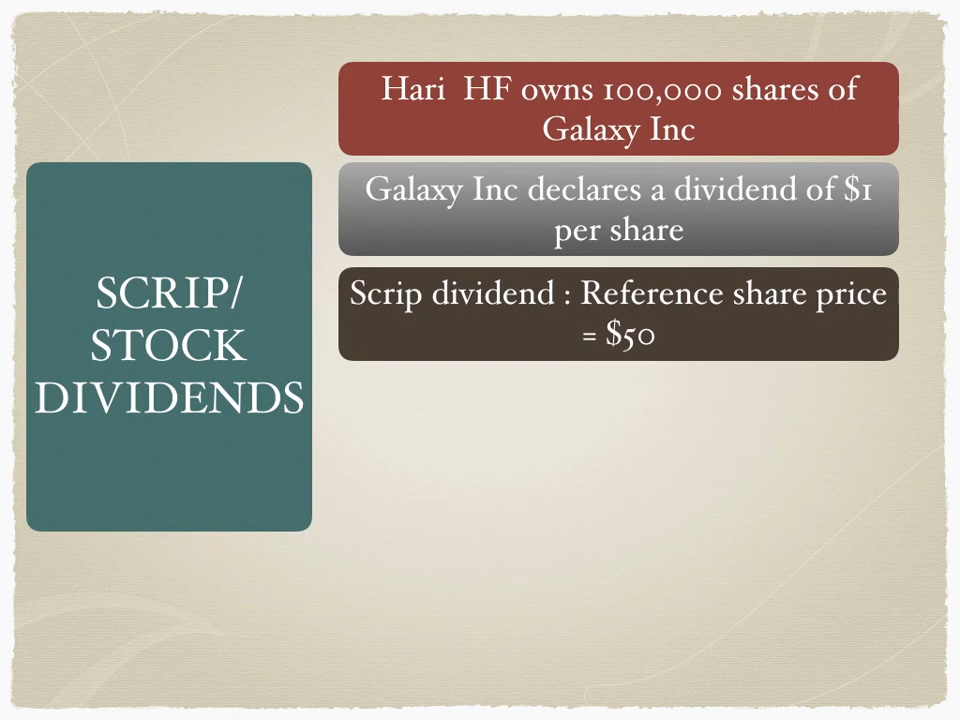 Hari  HF owns 100,000 shares of
Galaxy Inc
Galaxy Inc declares a dividend of $1
per share
SCRIP/
STOCK
DIVIDENDS
Scrip dividend : Reference share price
= $50